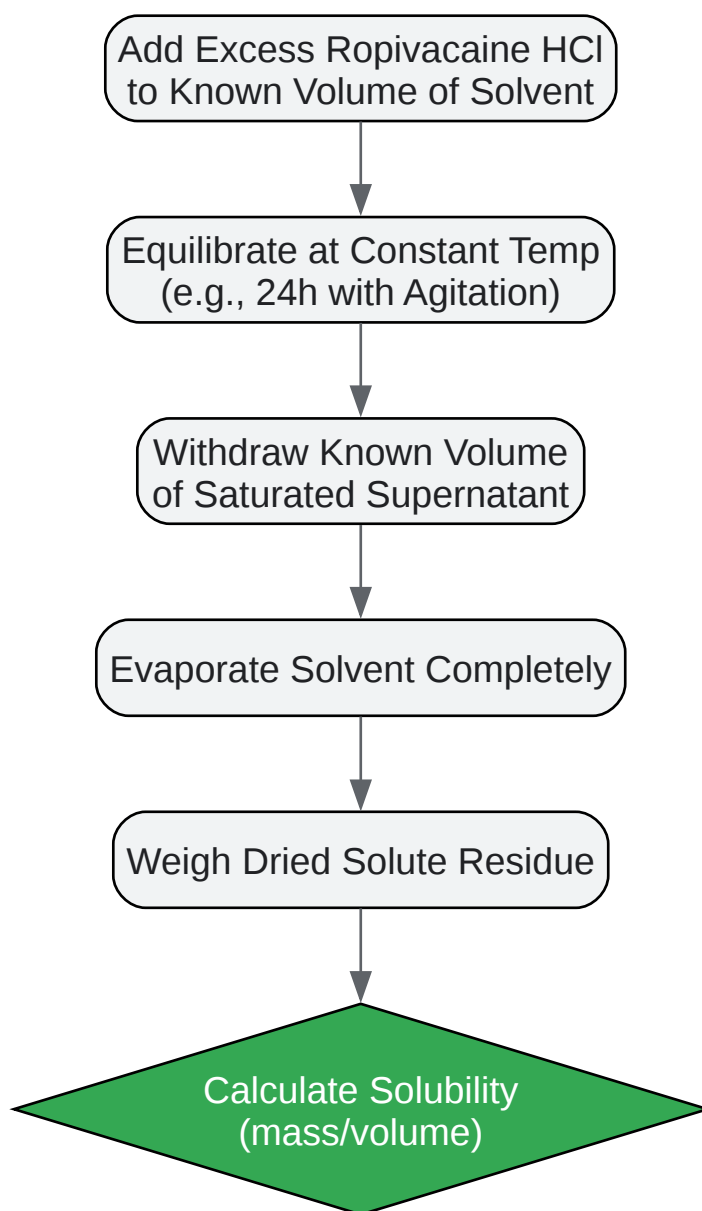 Add Excess Ropivacaine HCl
to Known Volume of Solvent
Equilibrate at Constant Temp
(e.g., 24h with Agitation)
Withdraw Known Volume
of Saturated Supernatant
Evaporate Solvent Completely
Weigh Dried Solute Residue
Calculate Solubility
(mass/volume)